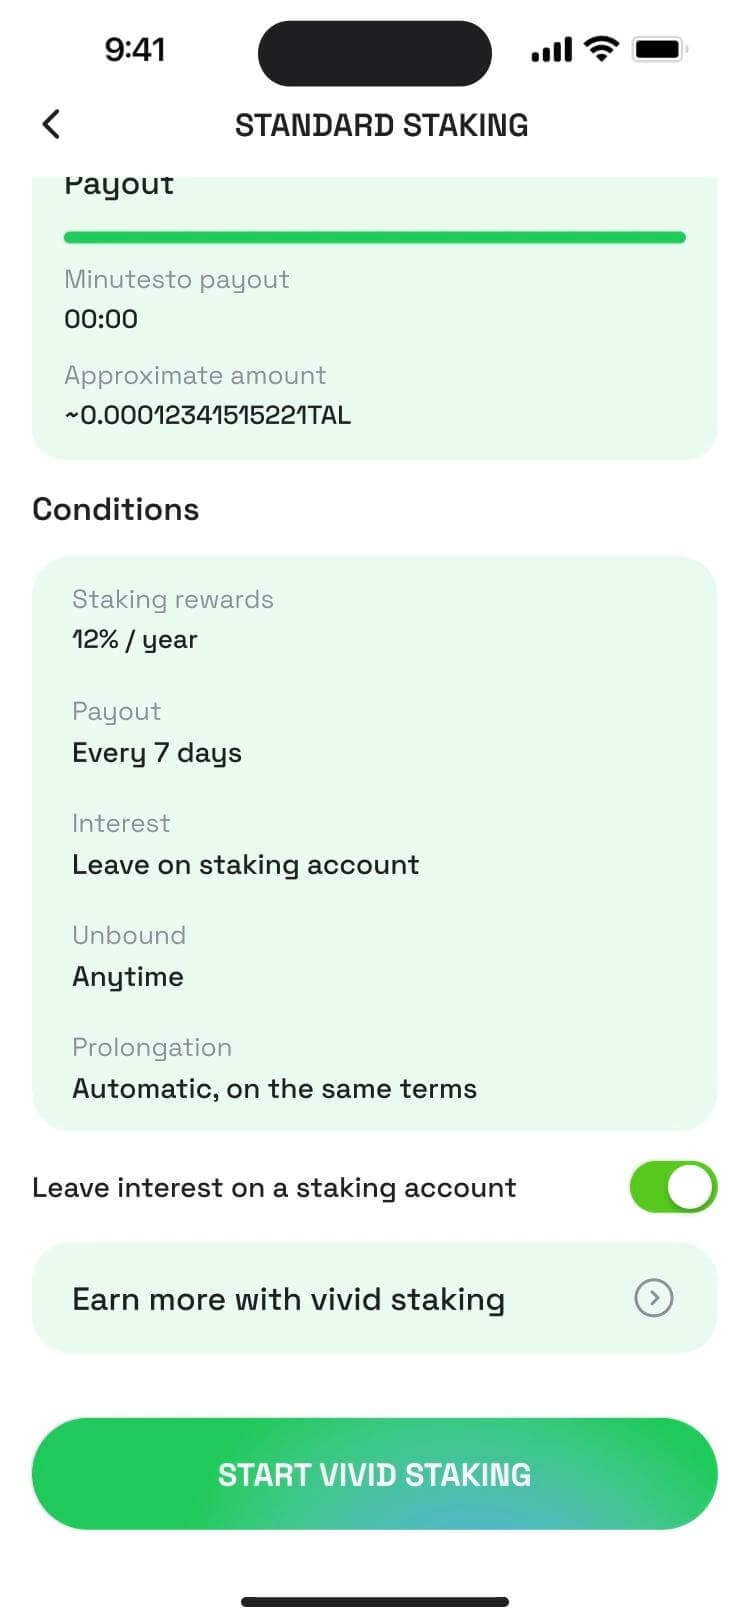 9:41
STANDARD STAKING
Payout
Minutesto payout
00:00
Approximate amount
~0.00012341515221TAL
Conditions
Staking rewards
12% / year
Payout
Every 7 days
Interest
Leave on staking account
Unbound
Anytime
Prolongation
Automatic, on the same terms
Leave interest on a staking account
Earn more with vivid staking
START VIVID STAKING